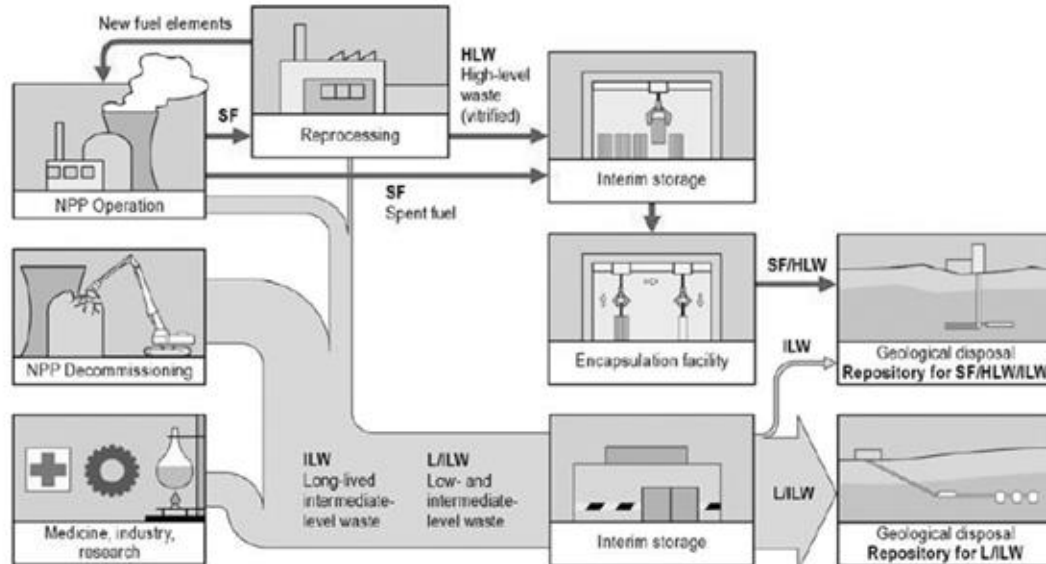 New fuel elements
SF
Reprocessing
HLW
High-level
waste
(vitrified)
Interim storage
NPP Operation
SF
Spent fuel
NPP Decommissioning
Encapsulation facility
SF/HLW
Geological disposal
Repository for SF/HLW/ILW
ILW
Medicine, industry,
research
ILW
Long-lived
intermediate-
level waste
L/ILW
Low- and
intermediate-
level waste
Interim storage
L/ILW
Geological disposal
Repository for L/ILW